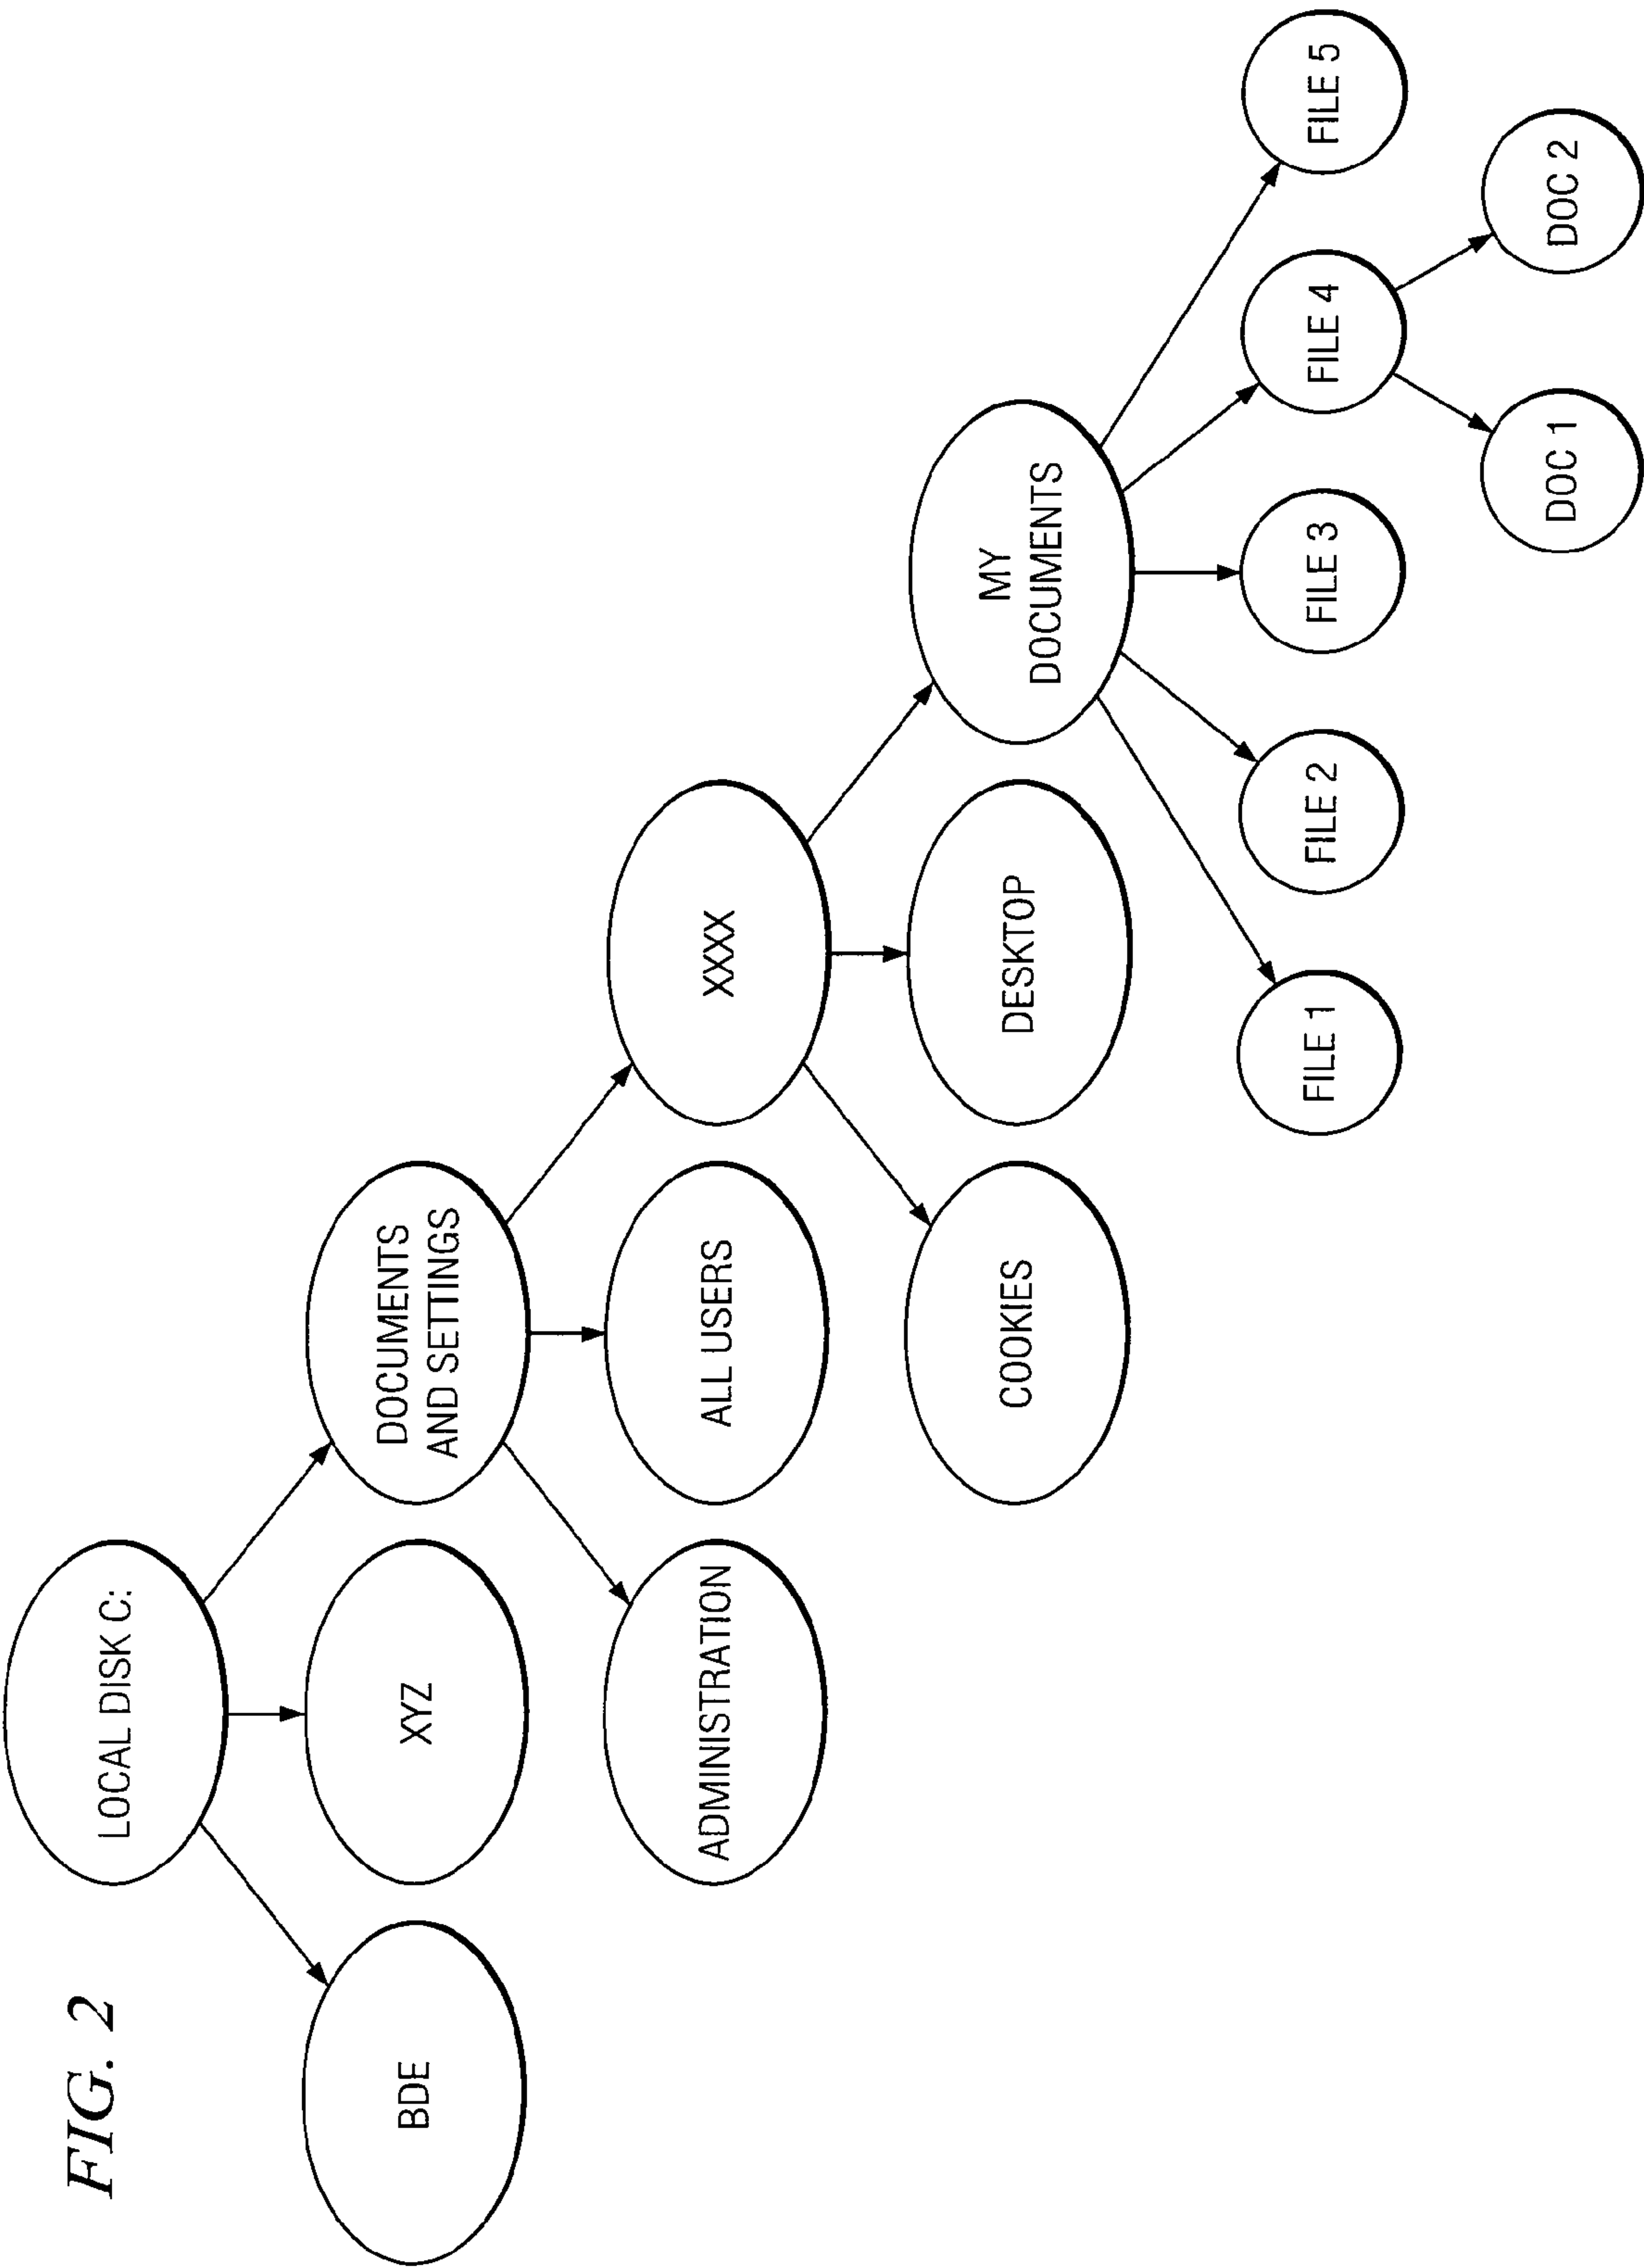 FIG. 2
LOCAL DISK C:
BDE
XYZ
DOCUMENTS
AND SETTINGS
ADMINISTRATION
ALL USERS
XXXX
COOKIES
DESKTOP
MY
DOCUMENTS
FILE 1
FILE 2
FILE 3
FILE 4
FILE 5
DOC 1
DOC 2